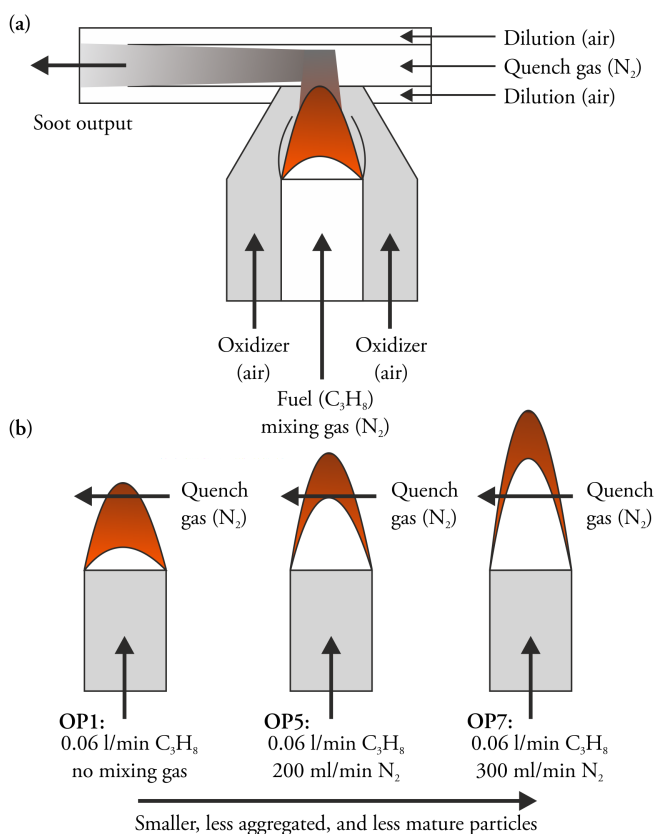 (a)
Dilution (air)
Quench gas (N₂)
Dilution (air)
Soot output
Oxidizer
(air)
Oxidizer
(air)
Fuel (C₃H₈)
mixing gas (N₂)
(b)
Quench
gas (N₂)
Quench
gas (N₂)
Quench
gas (N₂)
OP1:
0.06 l/min C₃H₈
no mixing gas
OP5:
0.06 l/min C₃H₈
200 ml/min N₂
OP7:
0.06 l/min C₃H₈
300 ml/min N₂
Smaller, less aggregated, and less mature particles